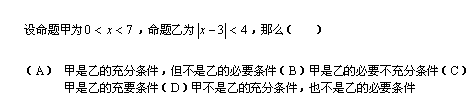 设命题甲为 0 < x < 7 ，命题乙为 |x − 3| < 4 ，那么（　　）
（A） 甲是乙的充分条件，但不是乙的必要条件（B）甲是乙的必要不充分条件（C）
甲是乙的充要条件（D）甲不是乙的充分条件，也不是乙的必要条件